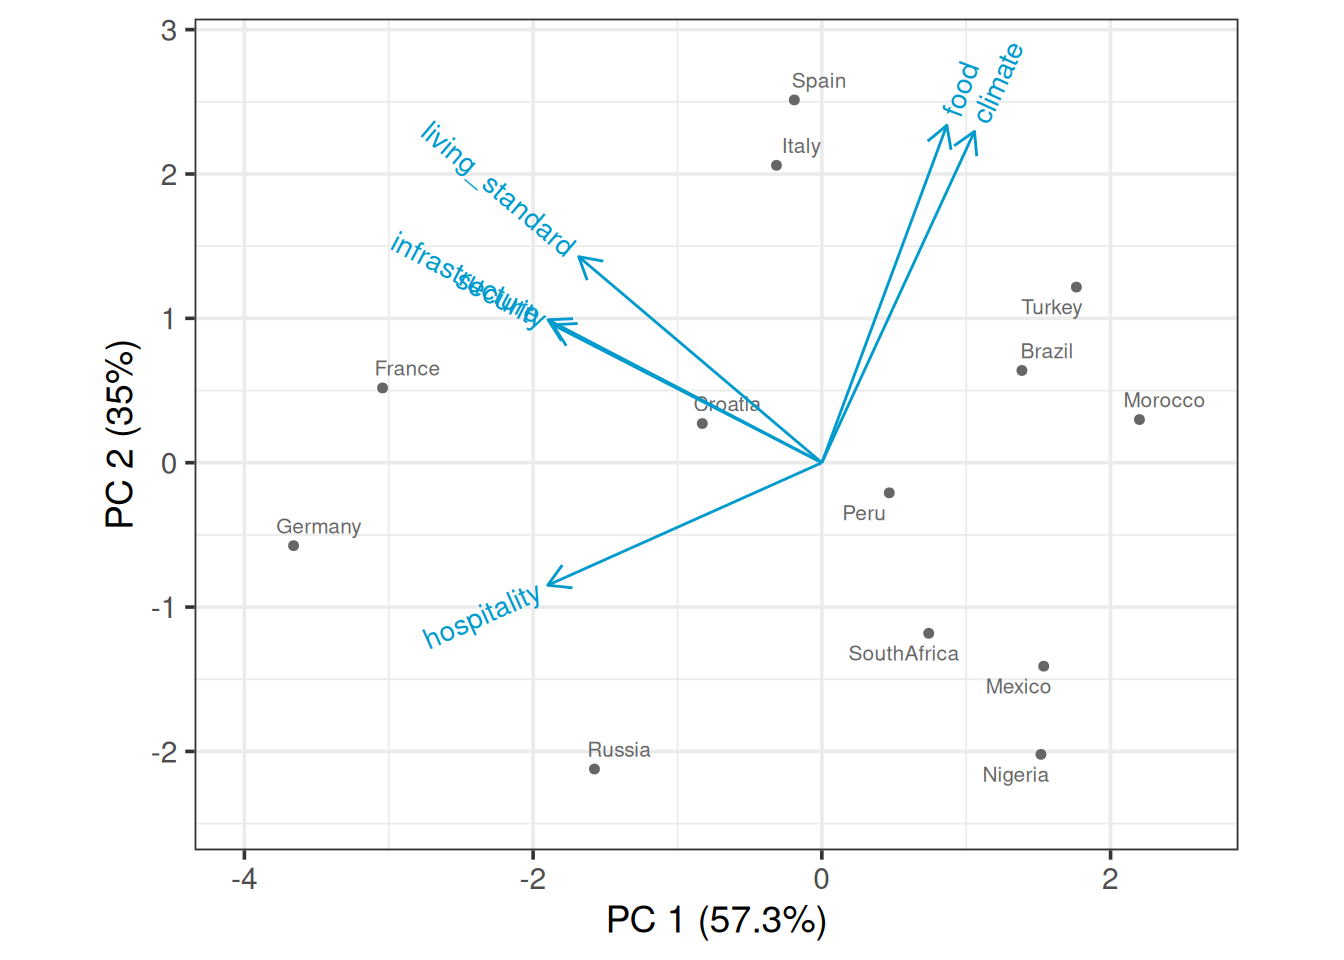 3
2
1
0
-1
-2
PC 2 (35%)
Spain
Italy
food
climate
living_standard
infrastructure
security
Turkey
Brazil
France
Croatia
Morocco
Peru
Germany
hospitality
SouthAfrica
Mexico
Russia
Nigeria
-4
-2
0
2
PC 1 (57.3%)